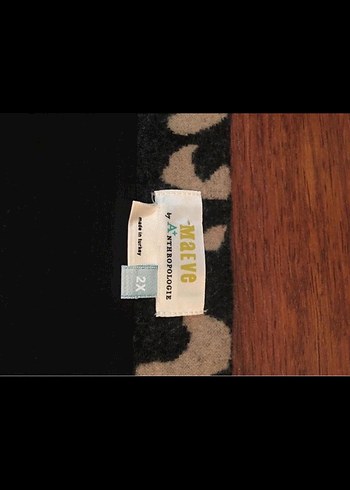 MAEVE
by ANTHROPOLOGIE
made in turkey
2X